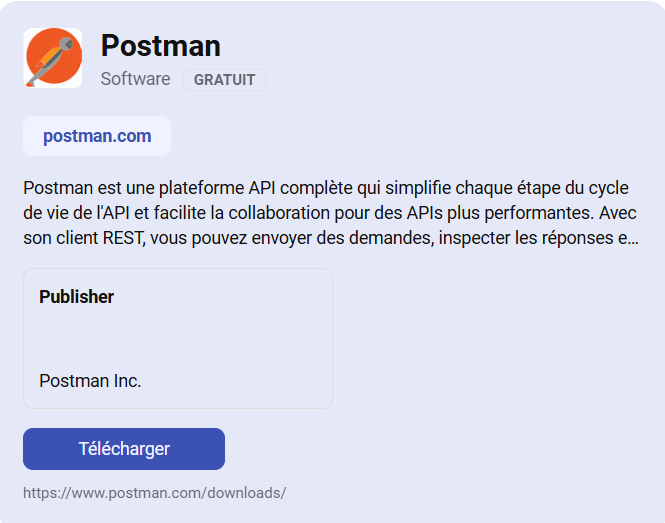 Postman
Software GRATUIT
postman.com
Postman est une plateforme API complète qui simplifie chaque étape du cycle
de vie de l'API et facilite la collaboration pour des APIs plus performantes. Avec
son client REST, vous pouvez envoyer des demandes, inspecter les réponses e...
Publisher
Postman Inc.
Télécharger
https://www.postman.com/downloads/